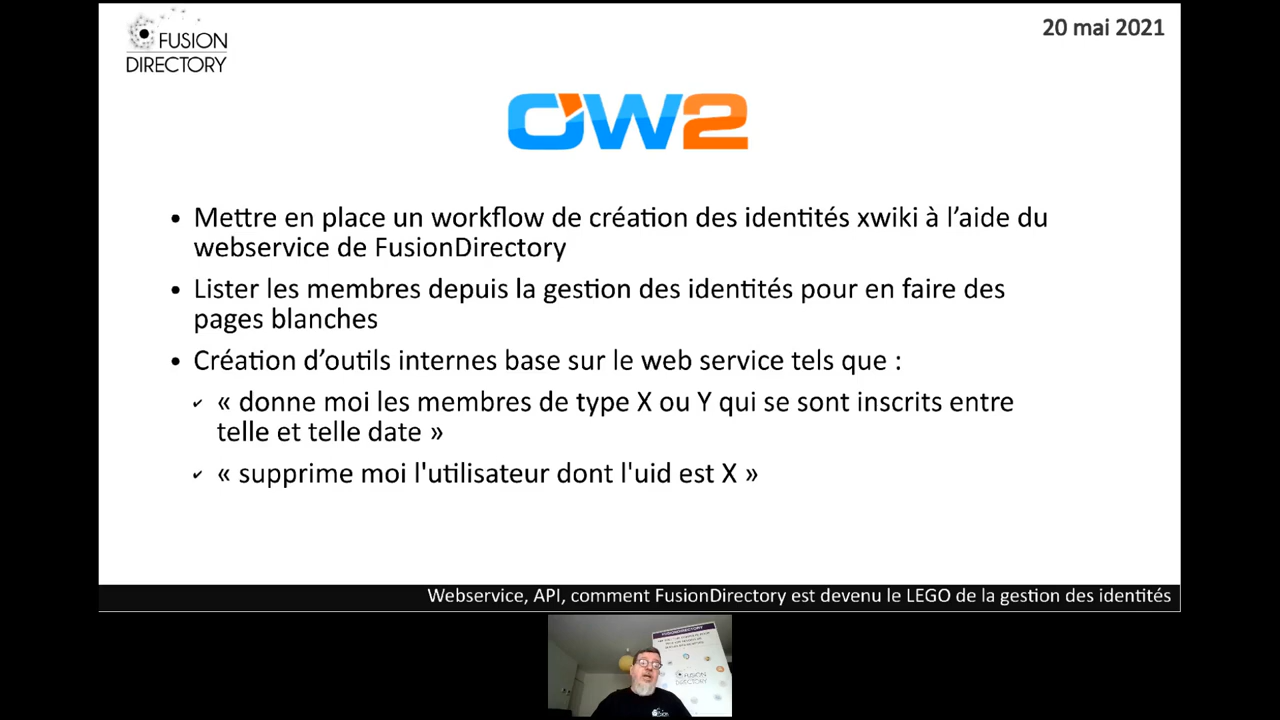 FUSION
DIRECTORY
20 mai 2021
OW2
• Mettre en place un workflow de création des identités xwiki à l’aide du
webservice de FusionDirectory
• Lister les membres depuis la gestion des identités pour en faire des
pages blanches
• Création d’outils internes base sur le web service tels que :
✔ « donne moi les membres de type X ou Y qui se sont inscrits entre
telle et telle date »
✔ « supprime moi l'utilisateur dont l'uid est X »
Webservice, API, comment FusionDirectory est devenu le LEGO de la gestion des identités
FUSIONDIRECTORY
FUSION
DIRECTORY